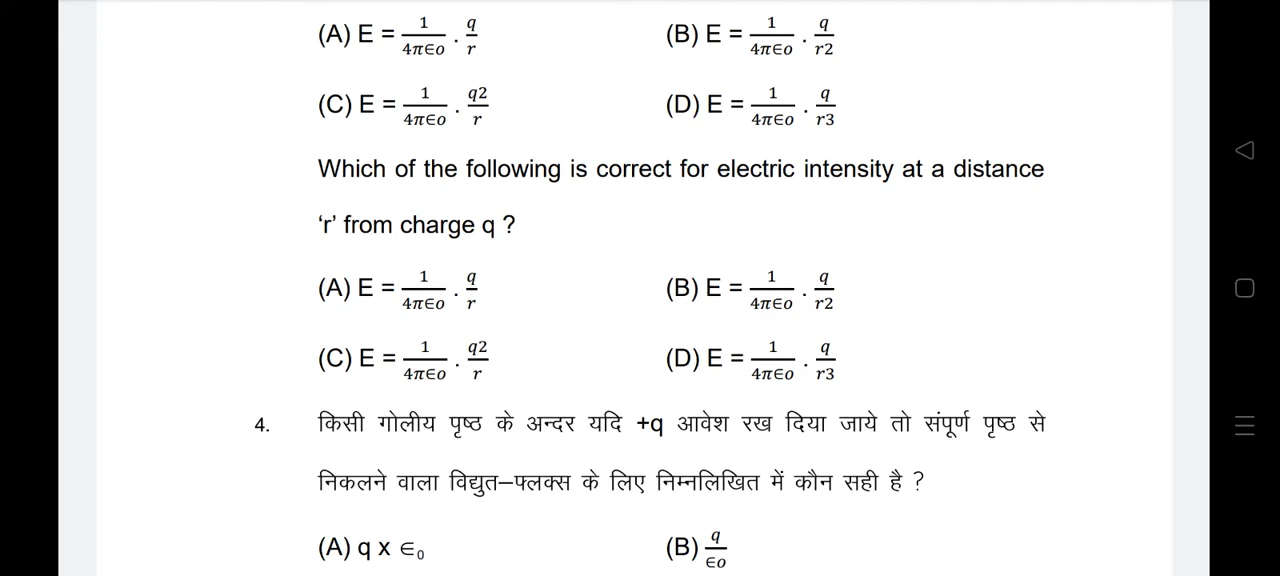 (A) E = 1/4π∈o . q/r (B) E = 1/4π∈o . q/r2
(C) E = 1/4π∈o . q2/r (D) E = 1/4π∈o . q/r3
Which of the following is correct for electric intensity at a distance
‘r’ from charge q ?
(A) E = 1/4π∈o . q/r (B) E = 1/4π∈o . q/r2
(C) E = 1/4π∈o . q2/r (D) E = 1/4π∈o . q/r3
4. किसी गोलीय पृष्ठ के अन्दर यदि +q आवेश रख दिया जाये तो संपूर्ण पृष्ठ से
निकलने वाला विद्युत–फ्लक्स के लिए निम्नलिखित में कौन सही है ?
(A) q x ∈₀ (B) q/∈o